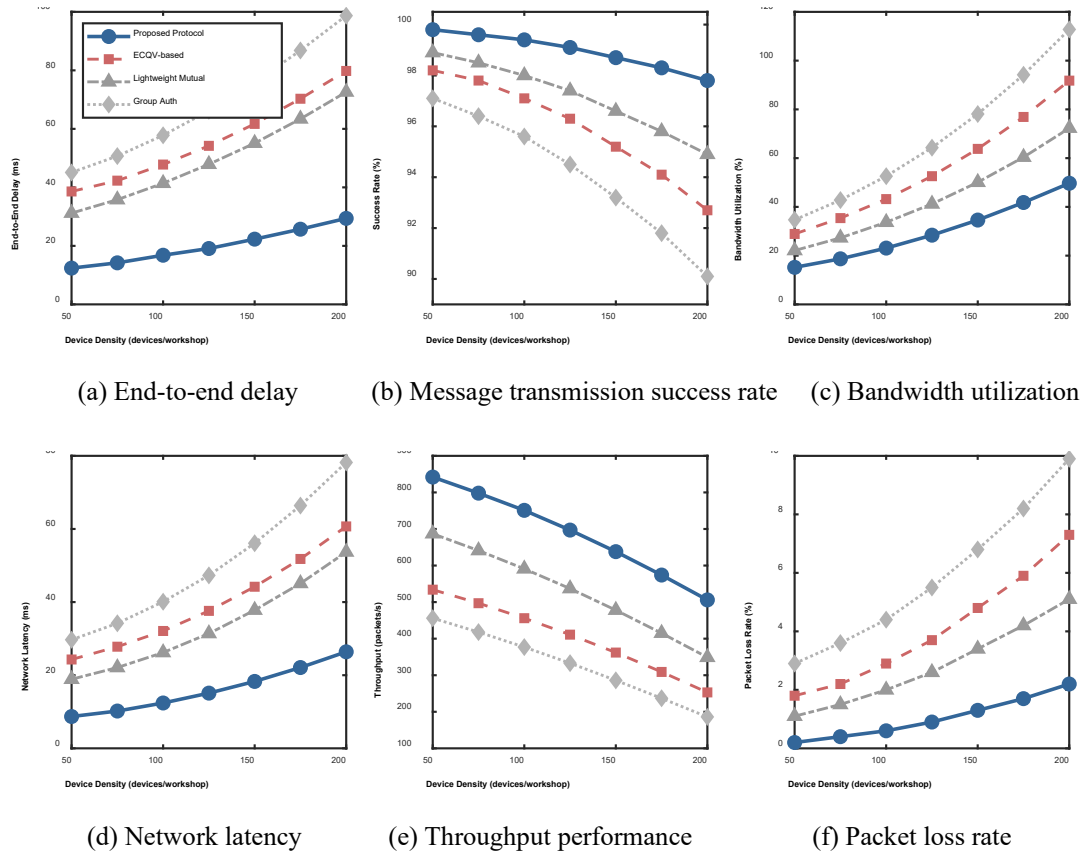 100
80
60
40
20
0
End-to-End Delay (ms)
Proposed Protocol
ECQV-based
Lightweight Mutual
Group Auth
50
100
150
200
Device Density (devices/workshop)
100
98
96
94
92
90
Success Rate (%)
50
100
150
200
Device Density (devices/workshop)
120
100
80
60
40
20
0
Bandwidth Utilization (%)
50
100
150
200
Device Density (devices/workshop)
(a) End-to-end delay
(b) Message transmission success rate
(c) Bandwidth utilization
80
60
40
20
0
Network Latency (ms)
50
100
150
200
Device Density (devices/workshop)
900
800
700
600
500
400
300
200
100
Throughput (packets/s)
50
100
150
200
Device Density (devices/workshop)
8
6
4
2
0
Packet Loss Rate (%)
50
100
150
200
Device Density (devices/workshop)
(d) Network latency
(e) Throughput performance
(f) Packet loss rate